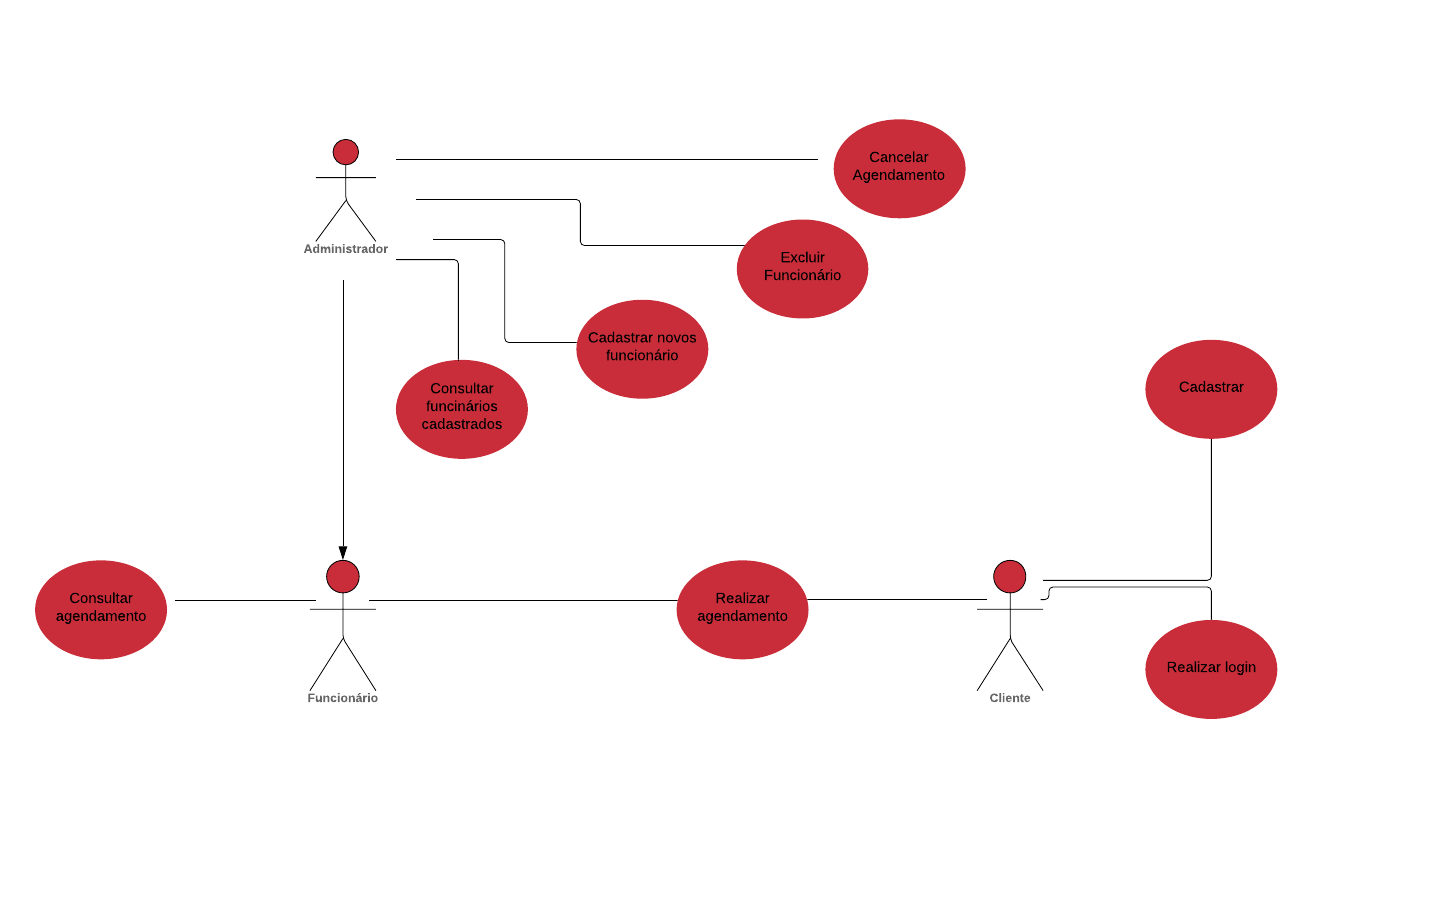 Cancelar
Agendamento
Administrador
Excluir
Funcionário
Cadastrar novos
funcionário
Consultar
funcinários
cadastrados
Cadastrar
Consultar
agendamento
Realizar
agendamento
Realizar login
Funcionário
Cliente